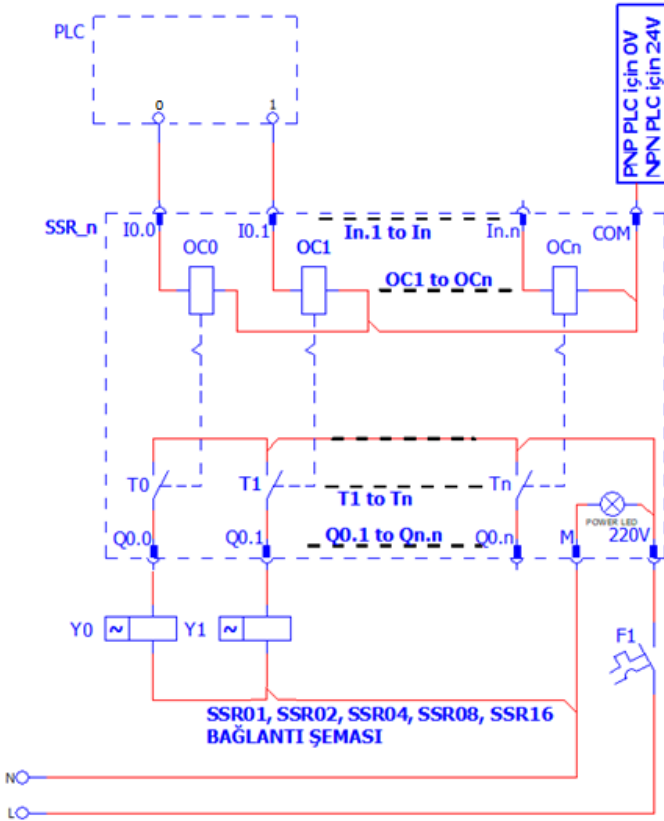 PLC
0
1
PNP PLC için 0V
NPN PLC için 24V
SSR_n
I0.0
I0.1
In.1 to In
In.n
COM
OC0
OC1
OCn
OC1 to OCn
T0
T1
Tn
T1 to Tn
POWER LED
Q0.0
Q0.1
Q0.1 to Qn.n
Q0.n
M
220V
Y0
~
Y1
~
F1
SSR01, SSR02, SSR04, SSR08, SSR16
BAĞLANTI ŞEMASI
N
L